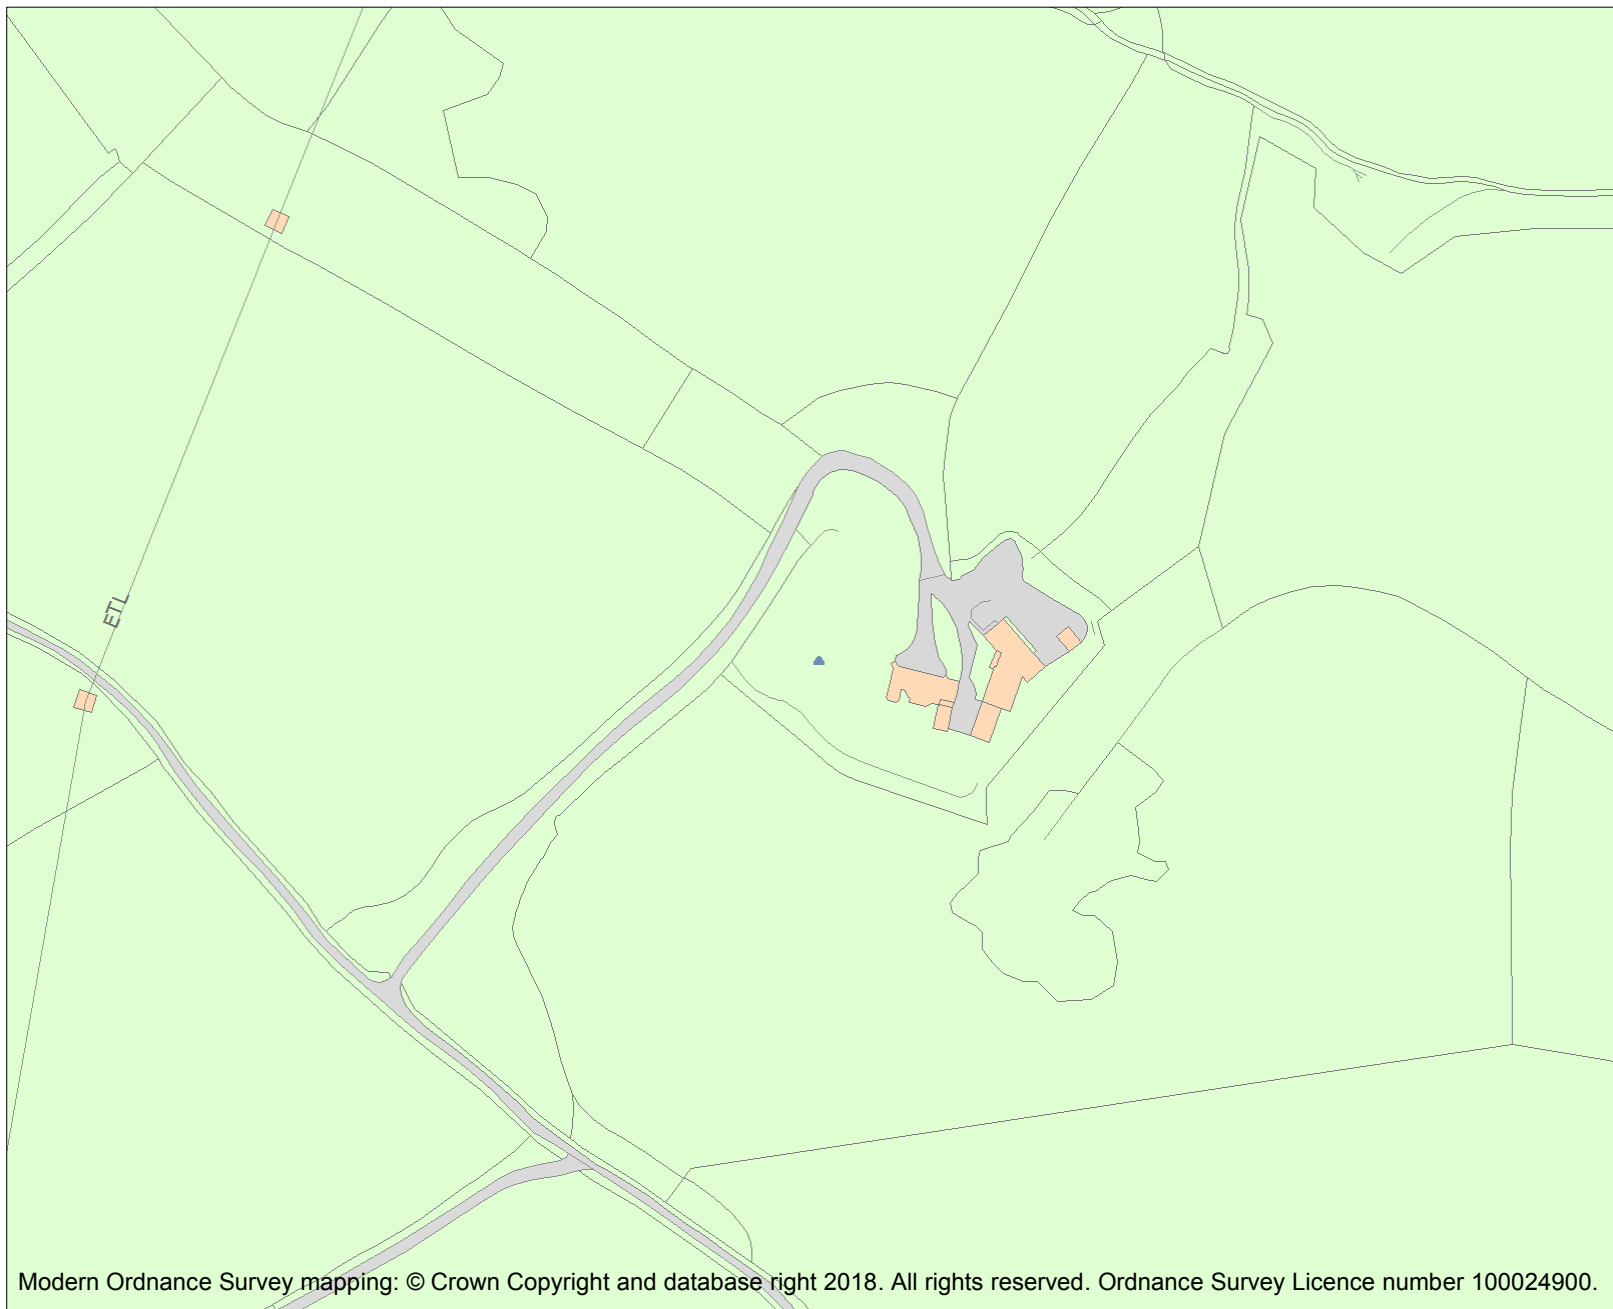 ETL
Modern Ordnance Survey mapping: © Crown Copyright and database right 2018. All rights reserved. Ordnance Survey Licence number 100024900.